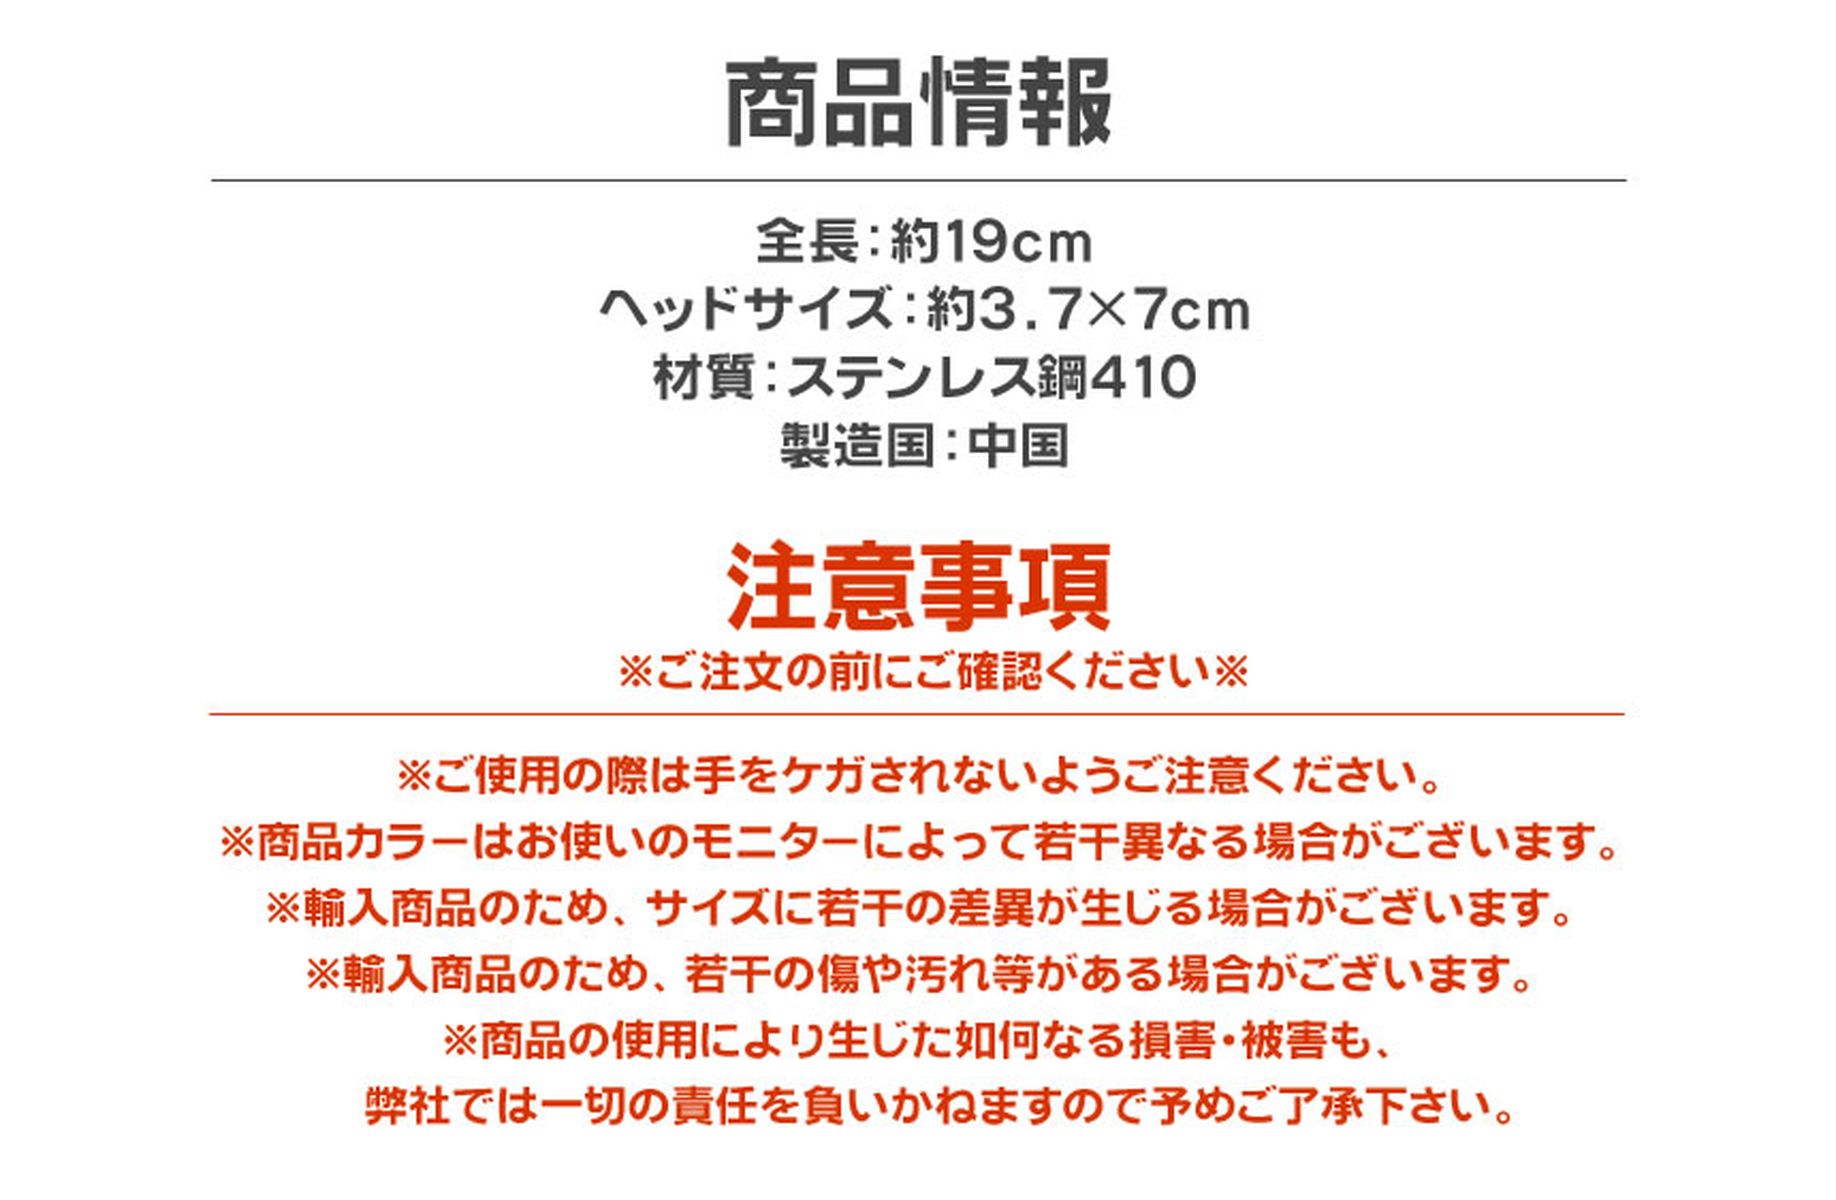 商品情報
全長：約19cm
ヘッドサイズ：約3.7×7cm
材質：ステンレス鋼410
製造国：中国
注意事項
※ご注文の前にご確認ください※
※ご使用の際は手をケガされないようご注意ください。
※商品カラーはお使いのモニターによって若干異なる場合がございます。
※輸入商品のため、サイズに若干の差異が生じる場合がございます。
※輸入商品のため、若干の傷や汚れ等がある場合がございます。
※商品の使用により生じた如何なる損害・被害も、
弊社では一切の責任を負いかねますので予めご了承下さい。